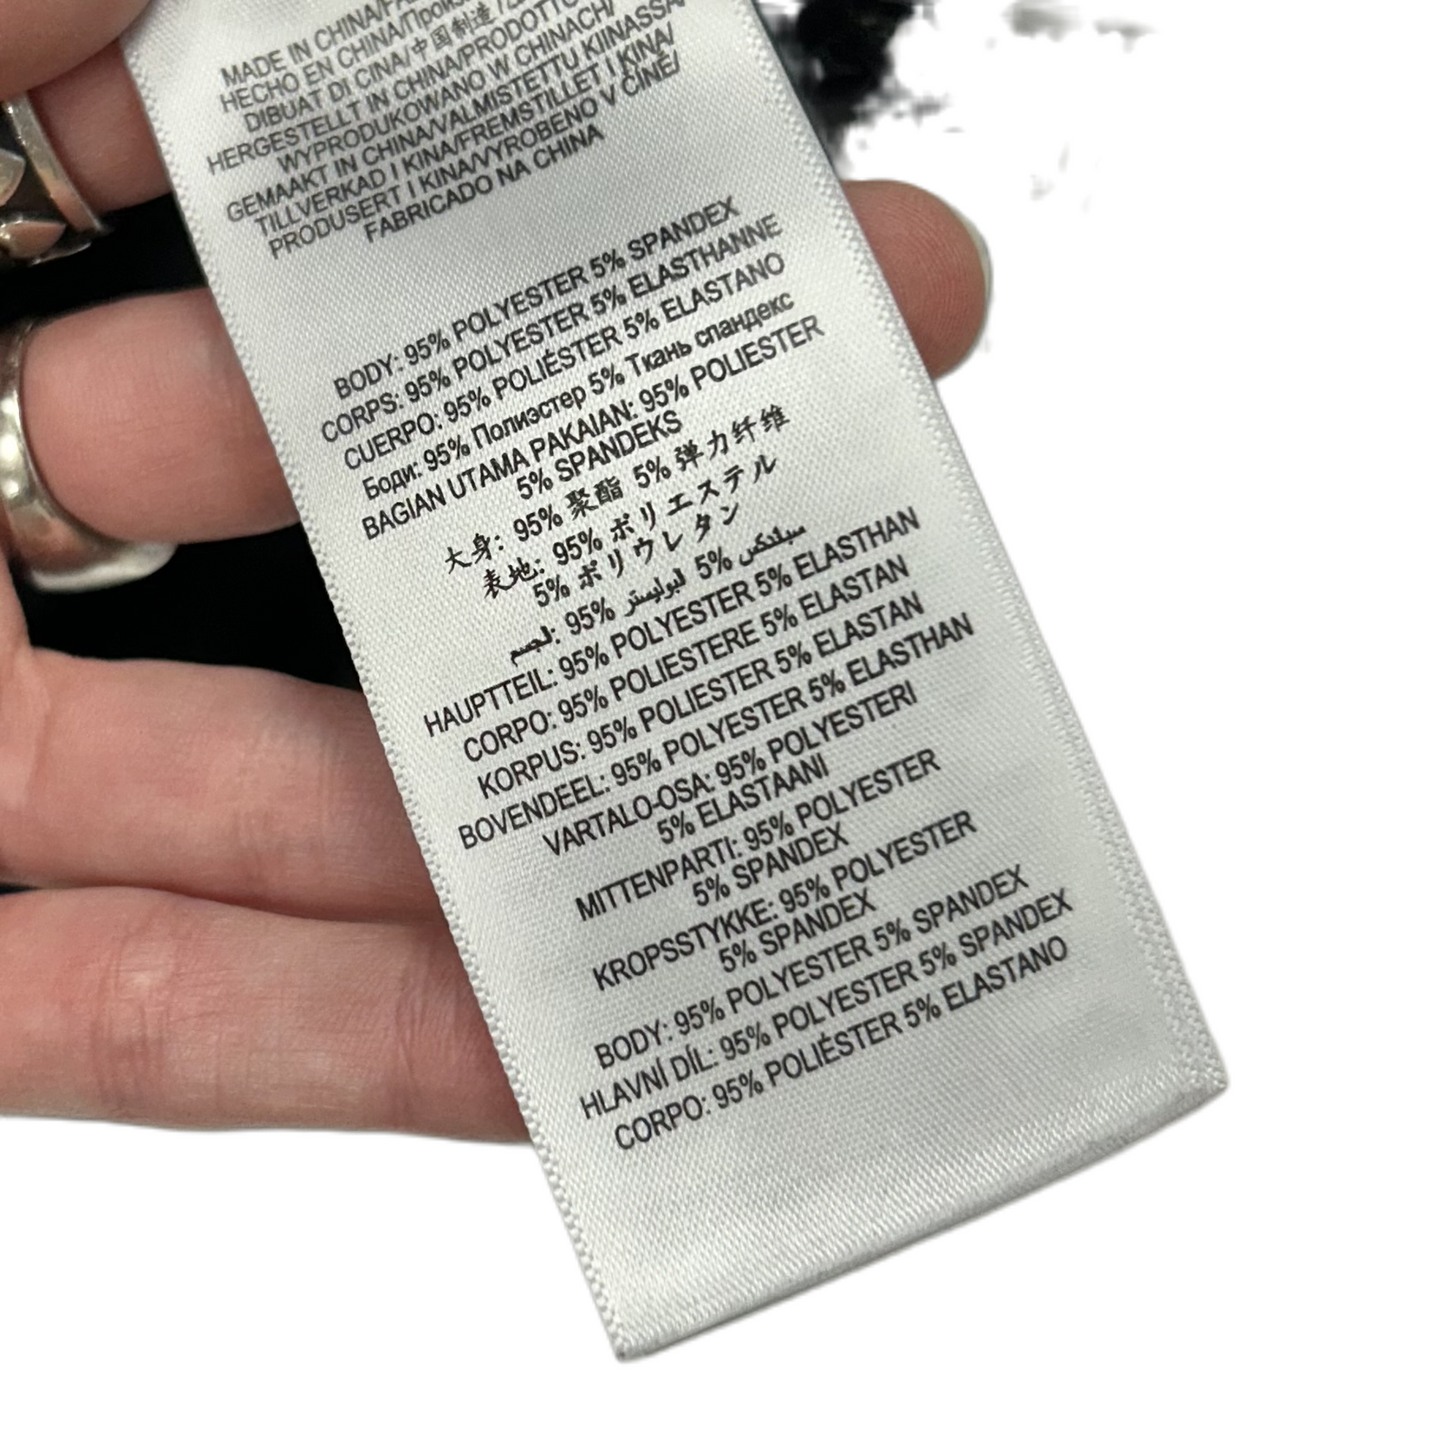 MADE IN CHINA/
HECHO EN CHINA/
DIBUAT DI CINA/中国制造/
HERGESTELLT IN CHINA/PRODOTTO
WYPRODUKOWANO W CHINACH/
GEMAAKT IN CHINA/VALMISTETTU KIINASSA/
TILLVERKAD I KINA/FREMSTILLET I KINA/
PRODUSERT I KINA/VYROBENO V ČÍNĚ/
FABRICADO NA CHINA
BODY: 95% POLYESTER 5% SPANDEX
CORPS: 95% POLYESTER 5% ELASTHANNE
CUERPO: 95% POLIÉSTER 5% ELASTANO
Боди: 95% Полиэстер 5% Ткань спандекс
BAGIAN UTAMA PAKAIAN: 95% POLIESTER
5% SPANDEKS
大身: 95% 聚酯 5% 弹力纤维
表地: 95% ポリエステル
5% ポリウレタン
الجسم: 95% البوليستر 5% سباندكس
HAUPTTEIL: 95% POLYESTER 5% ELASTHAN
CORPO: 95% POLIESTERE 5% ELASTAN
KORPUS: 95% POLIESTER 5% ELASTAN
BOVENDEEL: 95% POLYESTER 5% ELASTHAN
VARTALO-OSA: 95% POLYESTERI
5% ELASTAANI
MITTENPARTI: 95% POLYESTER
5% SPANDEX
KROPSSTYKKE: 95% POLYESTER
5% SPANDEX
BODY: 95% POLYESTER 5% SPANDEX
HLAVNÍ DÍL: 95% POLYESTER 5% SPANDEX
CORPO: 95% POLIÉSTER 5% ELASTANO